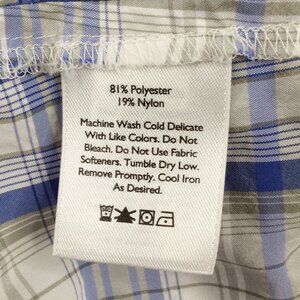 81% Polyester
19% Nylon
Machine Wash Cold Delicate
With Like Colors. Do Not
Bleach. Do Not Use Fabric
Softeners. Tumble Dry Low.
Remove Promptly. Cool Iron
As Desired.